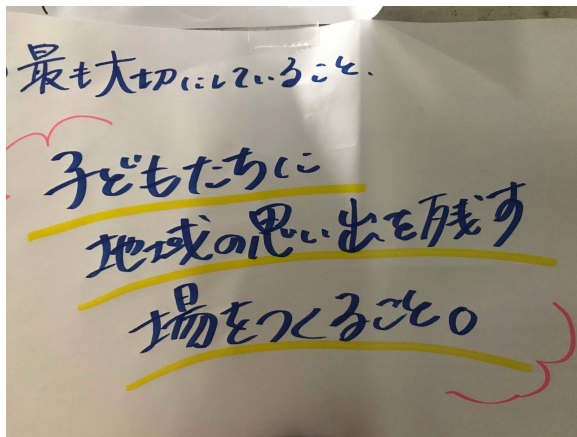 最も大切にしていること、
子どもたちに
地域の思い出を残す
場をつくること。